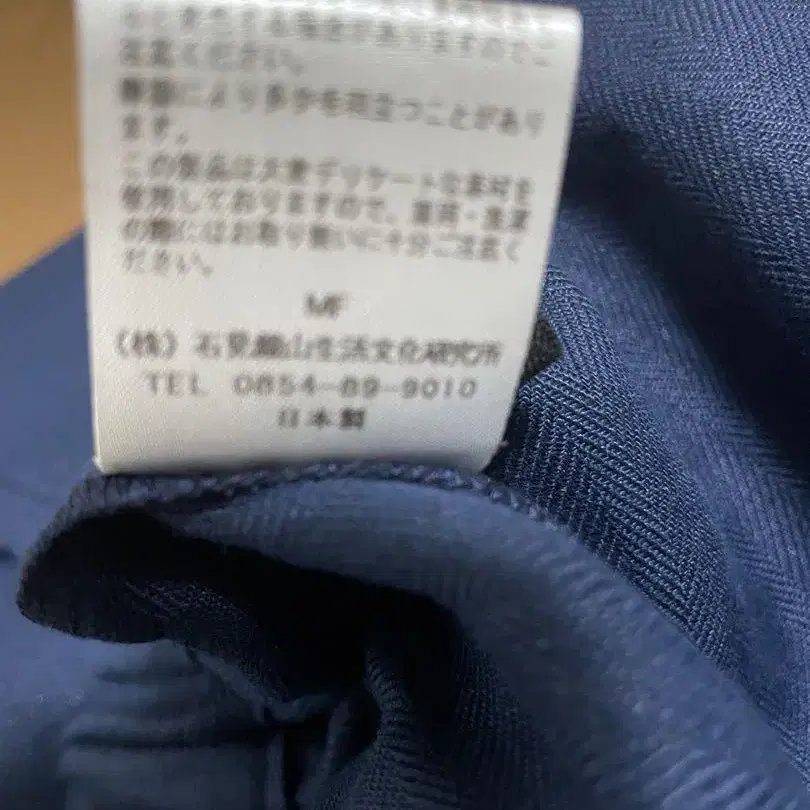 注意ください。
により多少毛羽立つことがあり
ます。
この製品は大変デリケートな素材を
使用しておりますので、着用・洗濯
の際にはお取り扱いに十分ご注意く
ださい。
MF
(株)石見銀山生活文化研究所
TEL 0854-89-9010
日本製